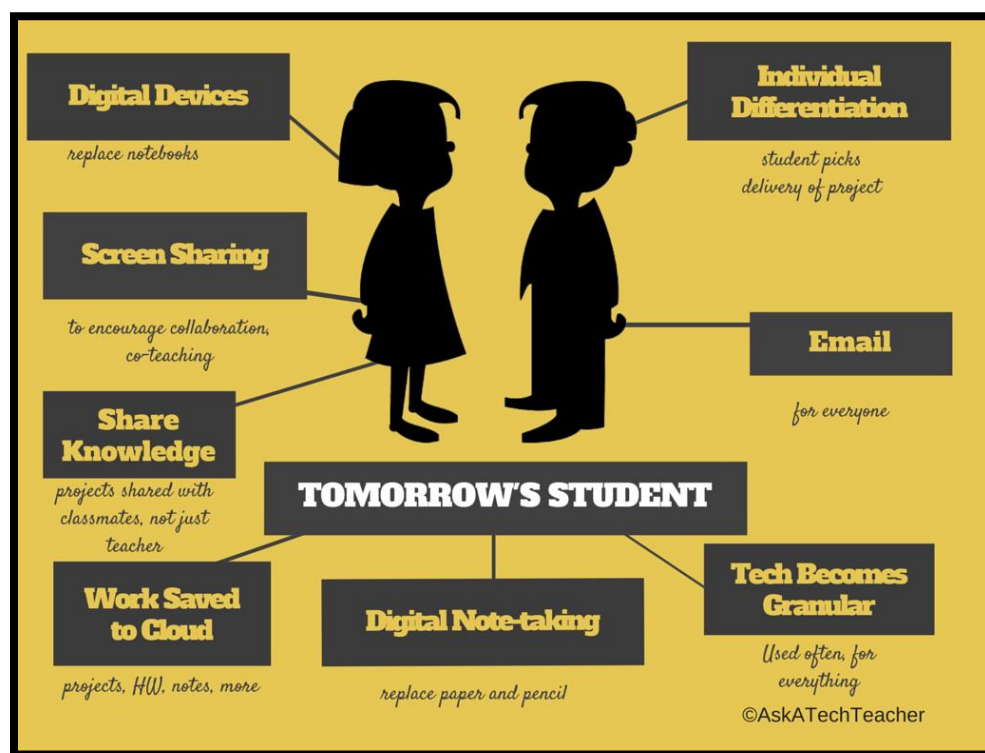 Digital Devices
replace notebooks
Individual
Differentiation
student picks
delivery of project
Screen Sharing
to encourage collaboration,
co-teaching
Email
for everyone
Share
Knowledge
projects shared with
classmates, not just
teacher
TOMORROW'S STUDENT
Work Saved
to Cloud
projects, HW, notes, more
Digital Note-taking
replace paper and pencil
Tech Becomes
Granular
Used often, for
everything
©AskATechTeacher